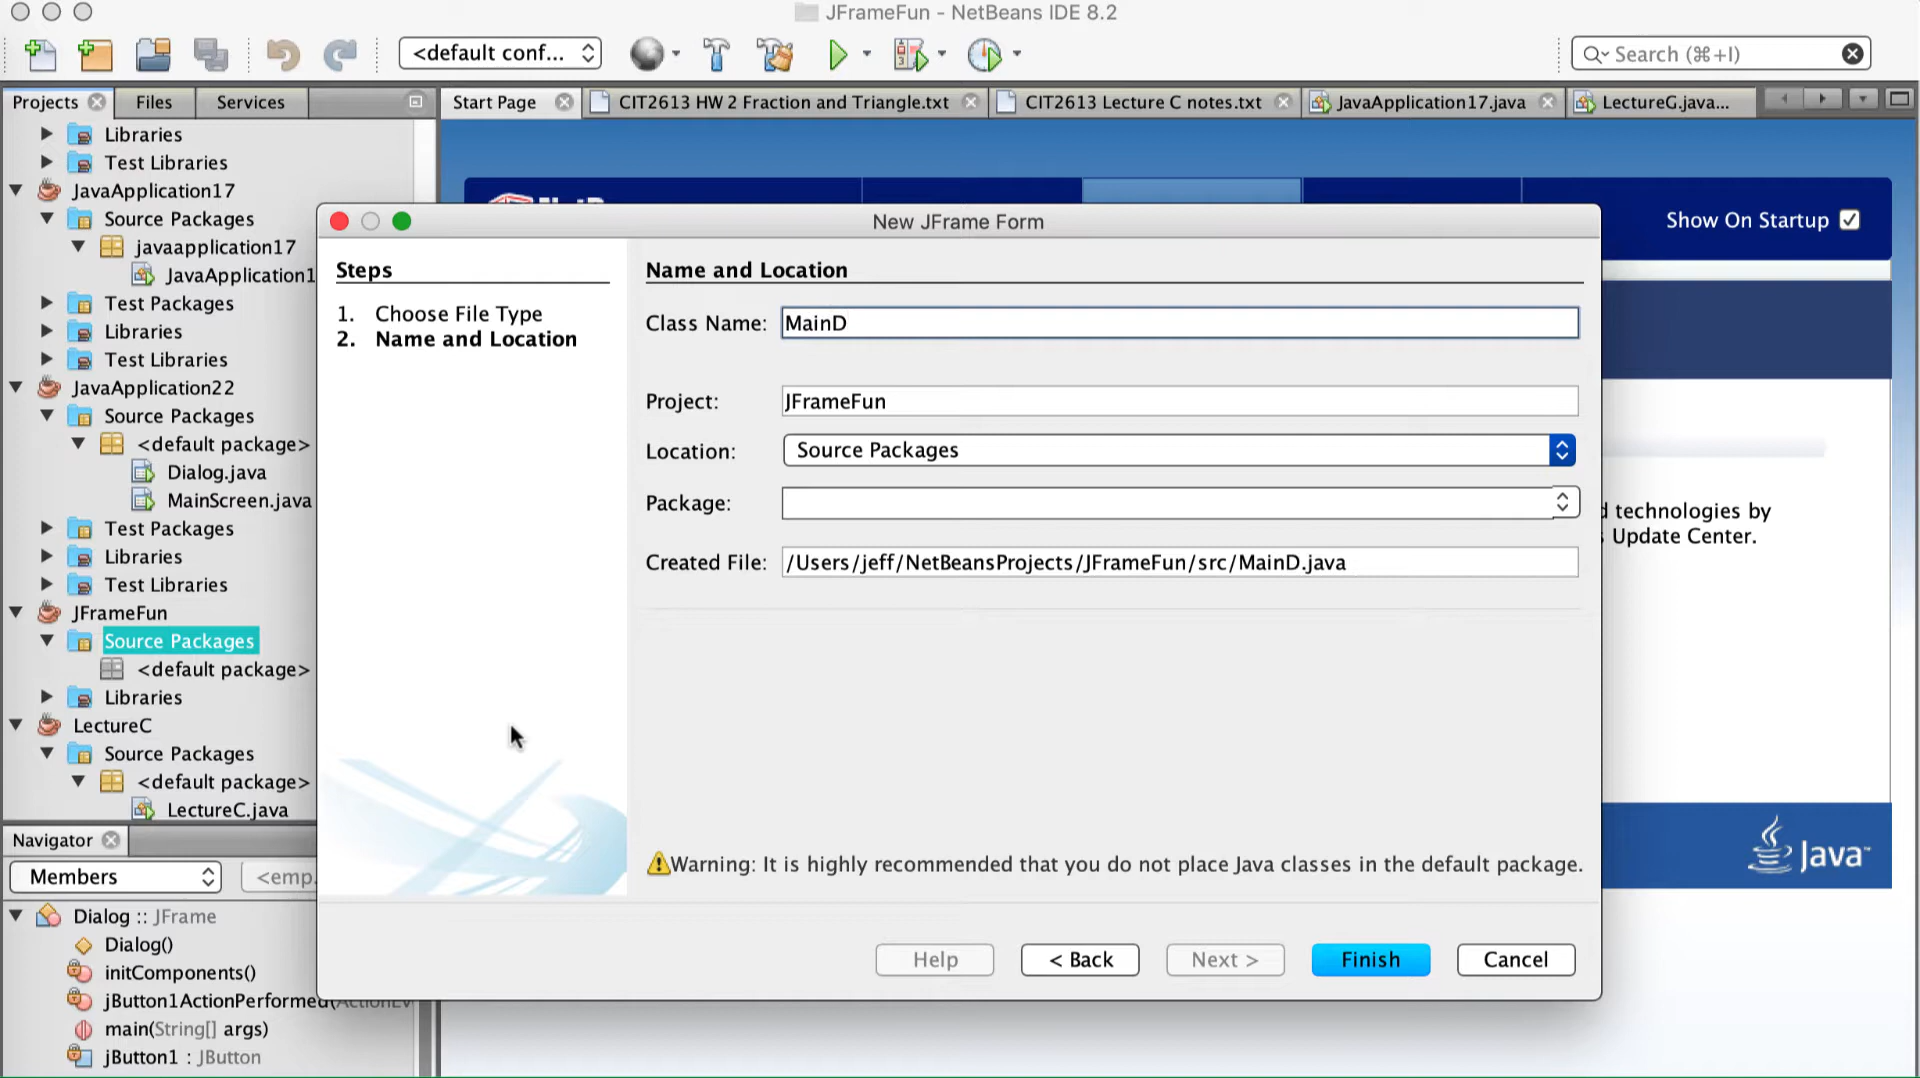 JFrameFun - NetBeans IDE 8.2
<default conf...
Search (⌘+I)
Projects
Files
Services
Start Page
CIT2613 HW 2 Fraction and Triangle.txt
CIT2613 Lecture C notes.txt
JavaApplication17.java
LectureG.java...
Libraries
Test Libraries
JavaApplication17
Source Packages
javaapplication17
JavaApplication1
Test Packages
Libraries
Test Libraries
JavaApplication22
Source Packages
<default package>
Dialog.java
MainScreen.java
Test Packages
Libraries
Test Libraries
JFrameFun
Source Packages
<default package>
Libraries
LectureC
Source Packages
<default package>
LectureC.java
Navigator
Members
<emp.
Dialog :: JFrame
Dialog()
initComponents()
jButton1ActionPerformed(ActionEv
main(String[] args)
jButton1 : JButton
Show On Startup
New JFrame Form
Steps
1. Choose File Type
2. Name and Location
Name and Location
Class Name: MainD
Project: JFrameFun
Location: Source Packages
Package:
Created File: /Users/jeff/NetBeansProjects/JFrameFun/src/MainD.java
Warning: It is highly recommended that you do not place Java classes in the default package.
Help
< Back
Next >
Finish
Cancel
d technologies by
Update Center.
Java™